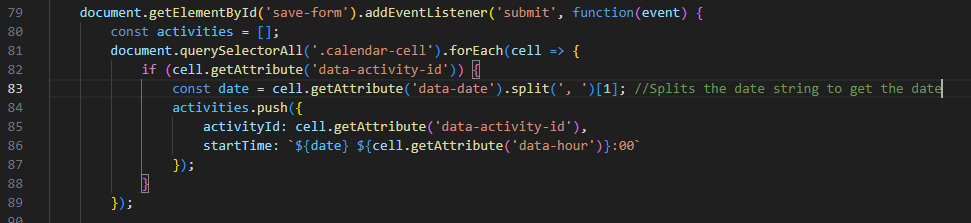 79 document.getElementById('save-form').addEventListener('submit', function(event) {
80 const activities = [];
81 document.querySelectorAll('.calendar-cell').forEach(cell => {
82 if (cell.getAttribute('data-activity-id')) {
83 const date = cell.getAttribute('data-date').split(', ')[1]; //Splits the date string to get the date
84 activities.push({
85 activityId: cell.getAttribute('data-activity-id'),
86 startTime: `${date} ${cell.getAttribute('data-hour')}:00`
87 });
88 }
89 });
90